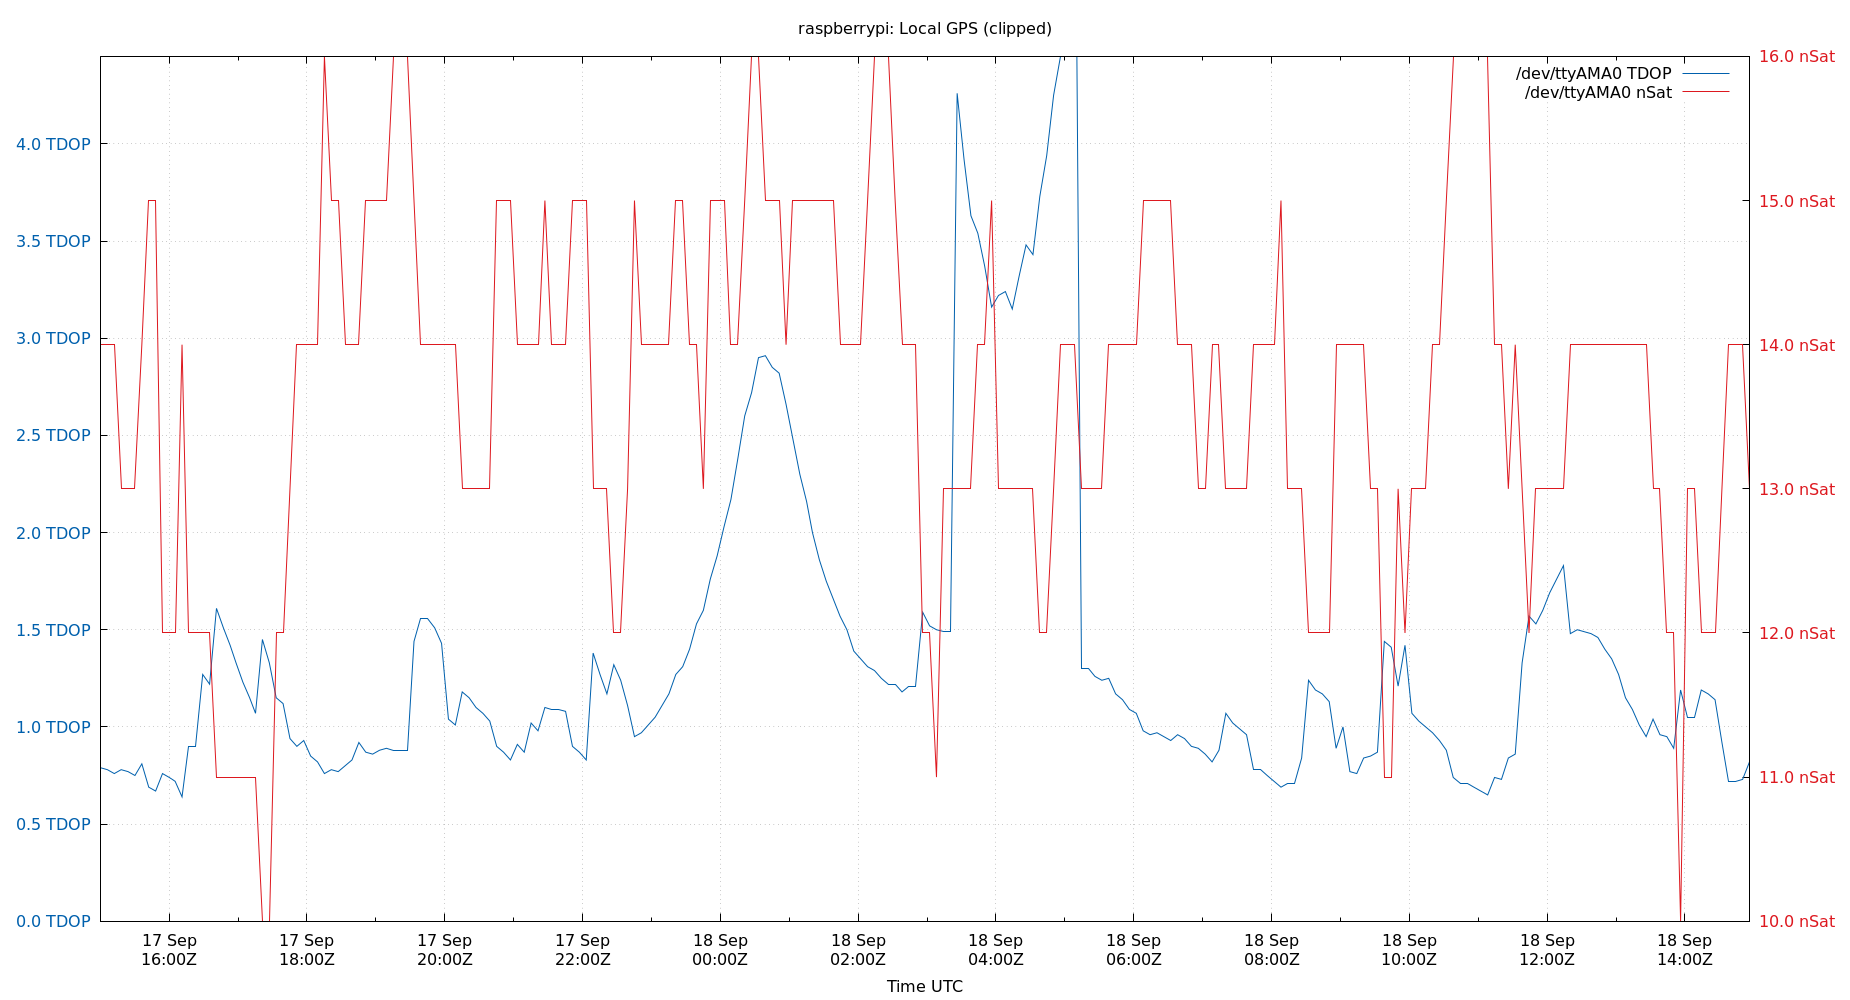 raspberrypi: Local GPS (clipped)
/dev/ttyAMA0 TDOP
/dev/ttyAMA0 nSat
4.0 TDOP
3.5 TDOP
3.0 TDOP
2.5 TDOP
2.0 TDOP
1.5 TDOP
1.0 TDOP
0.5 TDOP
0.0 TDOP
16.0 nSat
15.0 nSat
14.0 nSat
13.0 nSat
12.0 nSat
11.0 nSat
10.0 nSat
17 Sep
16:00Z
17 Sep
18:00Z
17 Sep
20:00Z
17 Sep
22:00Z
18 Sep
00:00Z
18 Sep
02:00Z
18 Sep
04:00Z
18 Sep
06:00Z
18 Sep
08:00Z
18 Sep
10:00Z
18 Sep
12:00Z
18 Sep
14:00Z
Time UTC